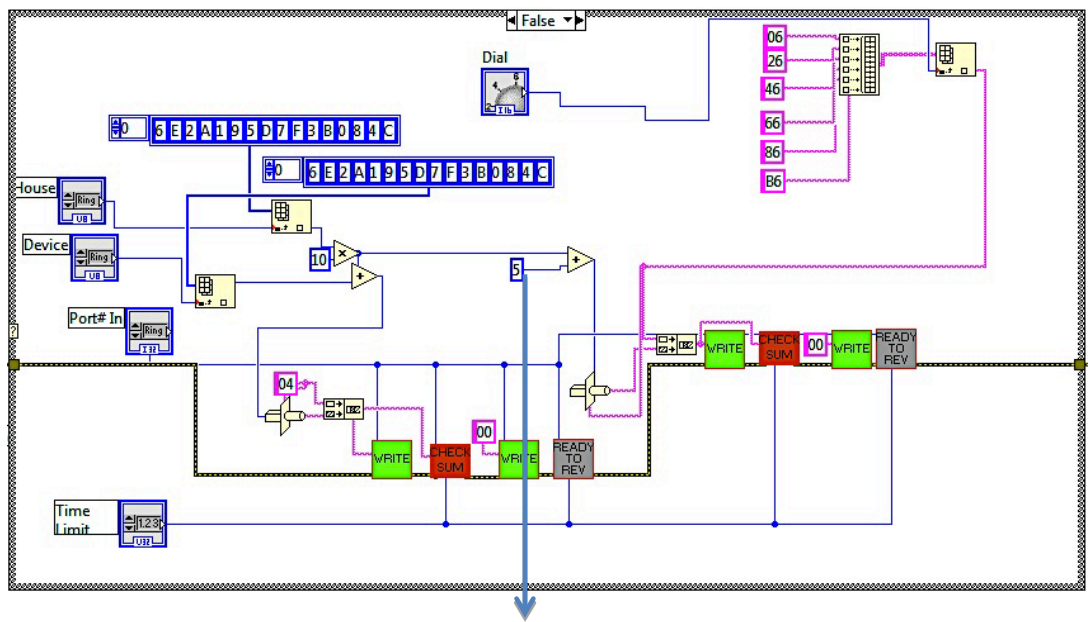 False
Dial
06
26
46
66
86
B6
0 6 E 2 A 1 9 5 D 7 F 3 B 0 8 4 C
0 6 E 2 A 1 9 5 D 7 F 3 B 0 8 4 C
House
Ring
U8
Device
Ring
U8
10
5
Port# In
Ring
I32
?
WRITE
CHECK SUM
00
WRITE
READY TO REV
04
00
WRITE
CHECK SUM
WRITE
READY TO REV
Time Limit
1.23
U32